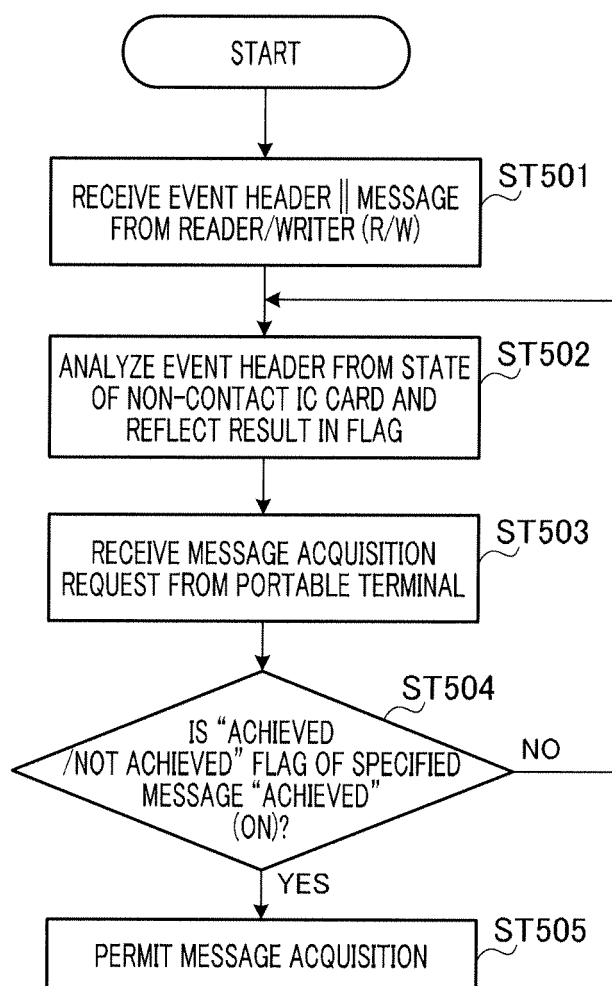 START
ST501
RECEIVE EVENT HEADER || MESSAGE
FROM READER/WRITER (R/W)
ST502
ANALYZE EVENT HEADER FROM STATE
OF NON-CONTACT IC CARD AND
REFLECT RESULT IN FLAG
ST503
RECEIVE MESSAGE ACQUISITION
REQUEST FROM PORTABLE TERMINAL
ST504
IS “ACHIEVED
/NOT ACHIEVED” FLAG OF SPECIFIED
MESSAGE “ACHIEVED”
(ON)?
NO
YES
ST505
PERMIT MESSAGE ACQUISITION